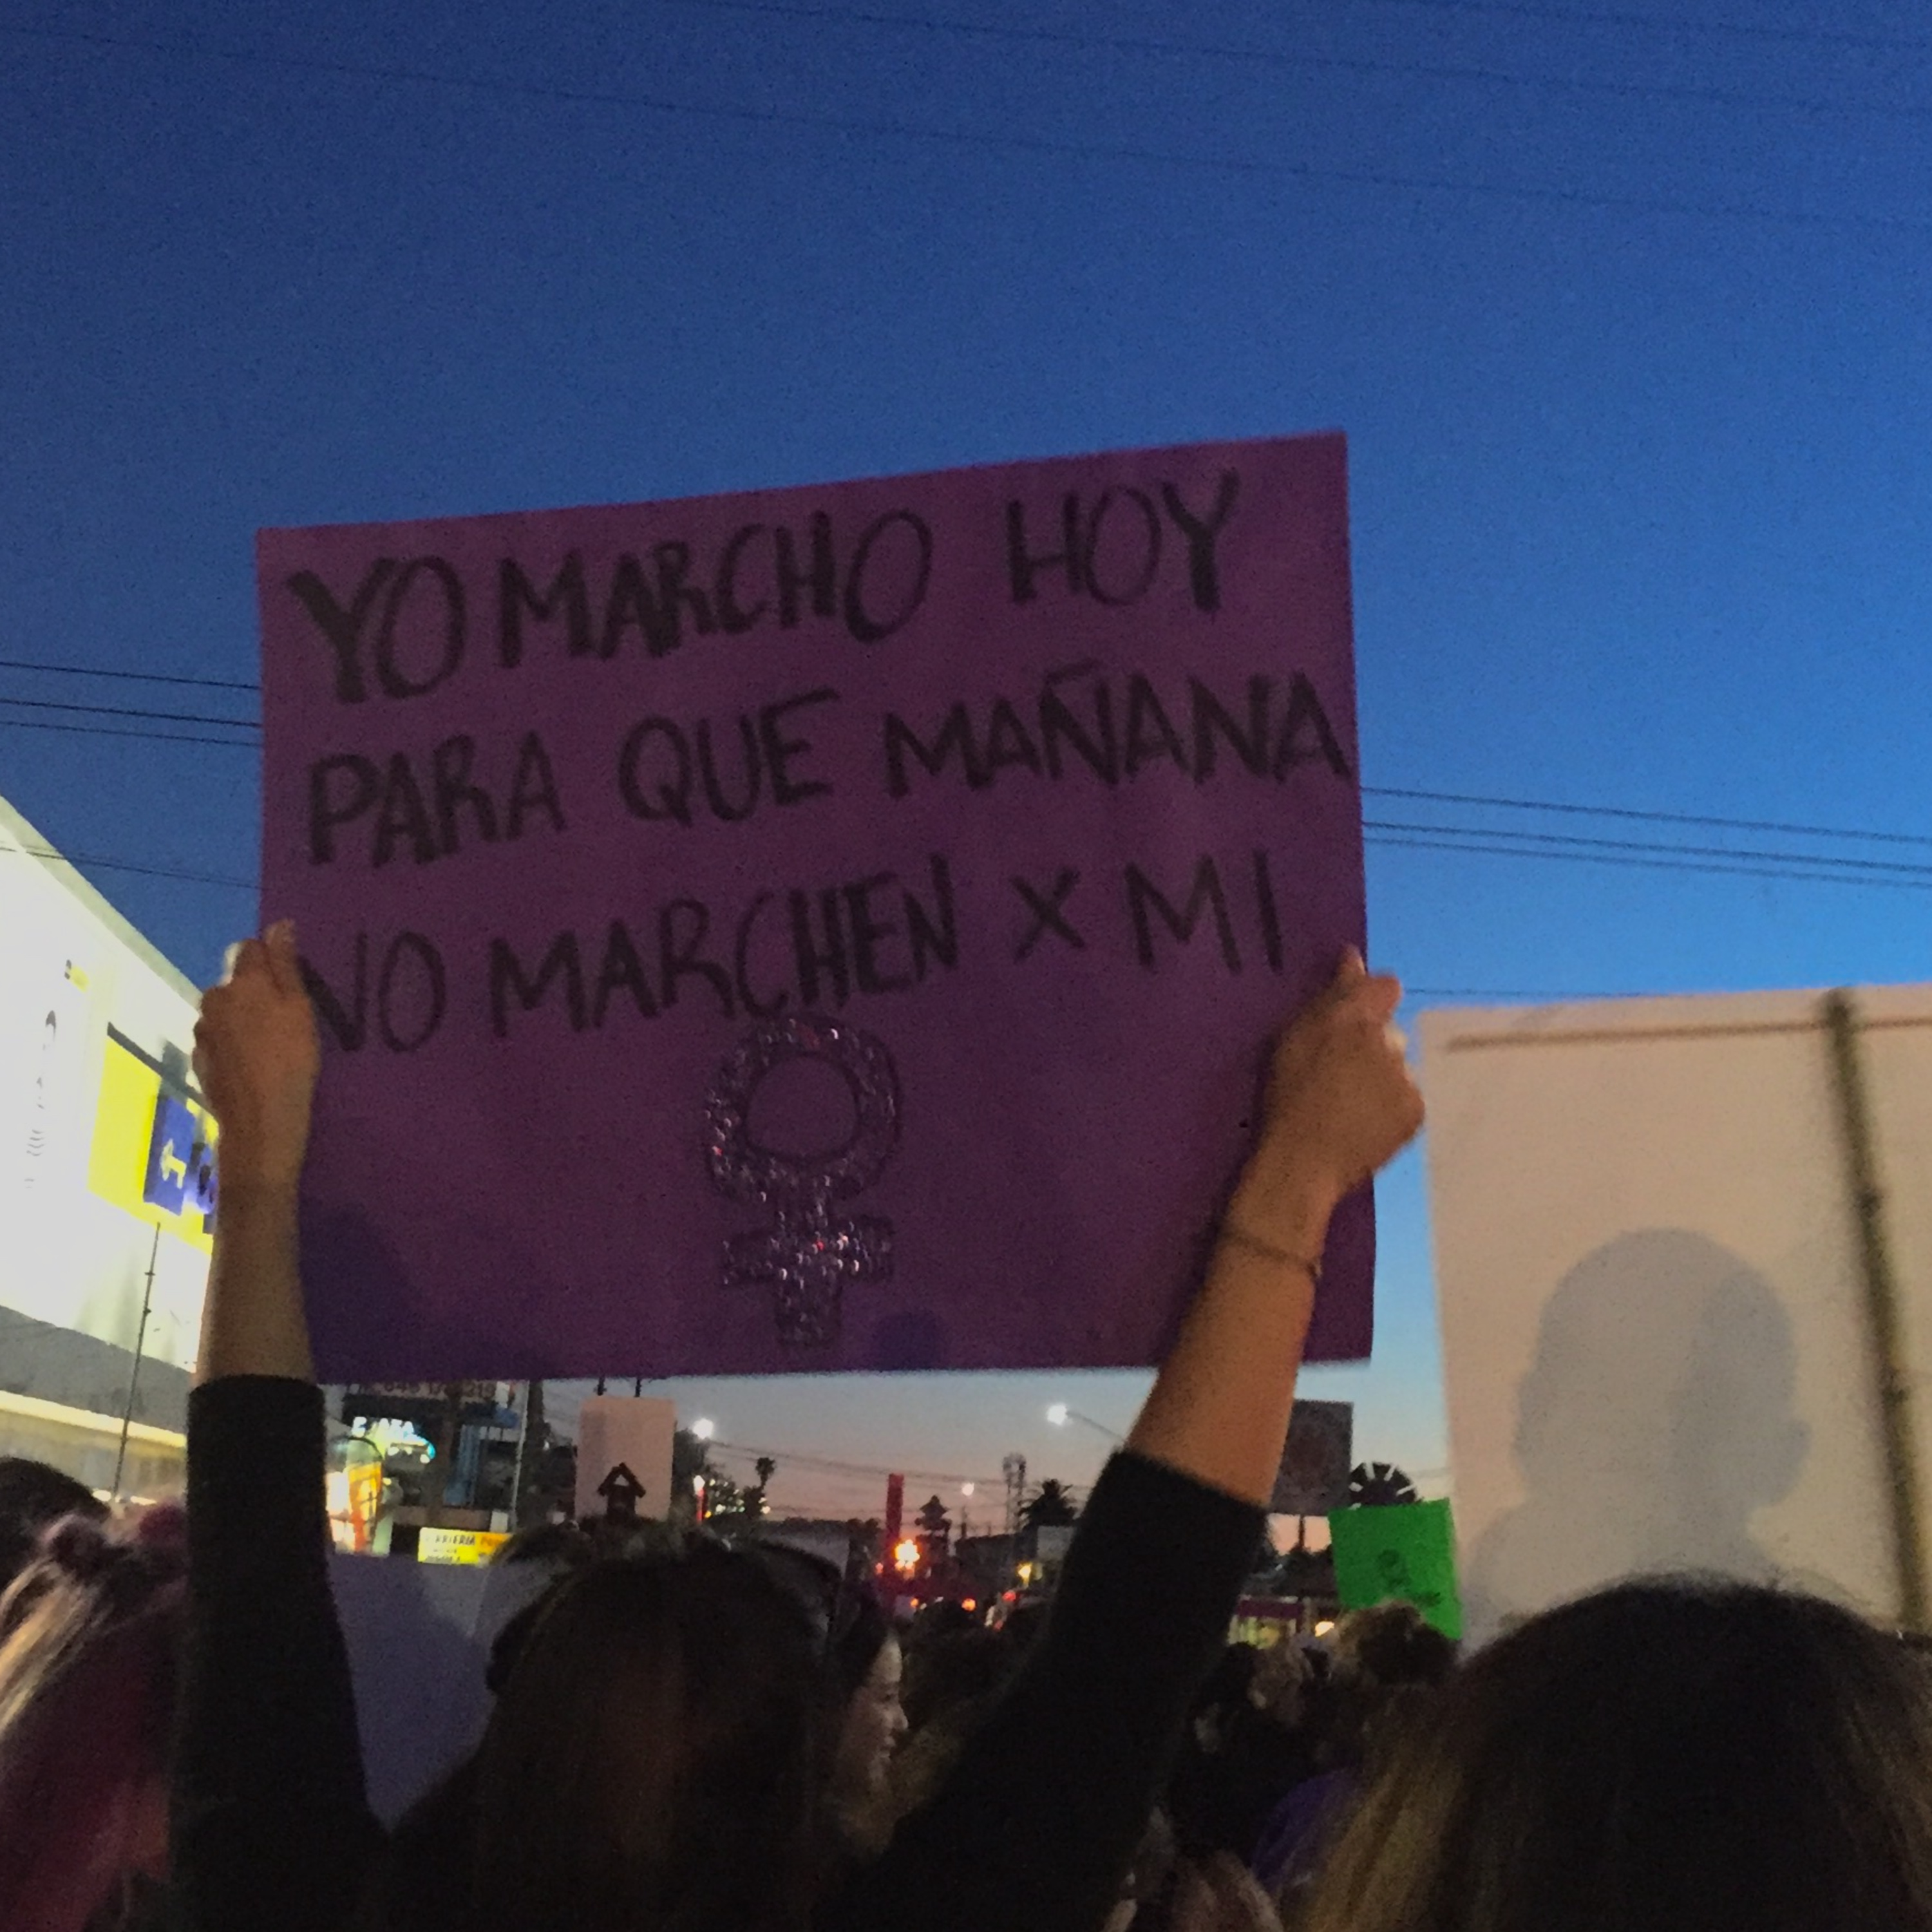 YO MARCHO HOY
PARA QUE MAÑANA
NO MARCHEN X MI